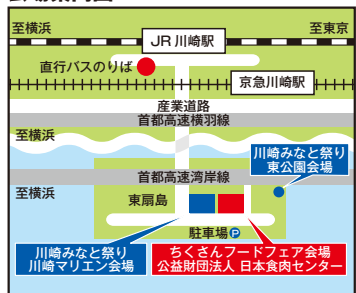 至横浜
至東京
JR川崎駅
直行バスのりば
京急川崎駅
産業道路
首都高速横羽線
至横浜
川崎みなと祭り
東公園会場
首都高速湾岸線
至横浜
東扇島
駐車場P
川崎みなと祭り
川崎マリエン会場
ちくさんフードフェア会場
公益財団法人 日本食肉センター